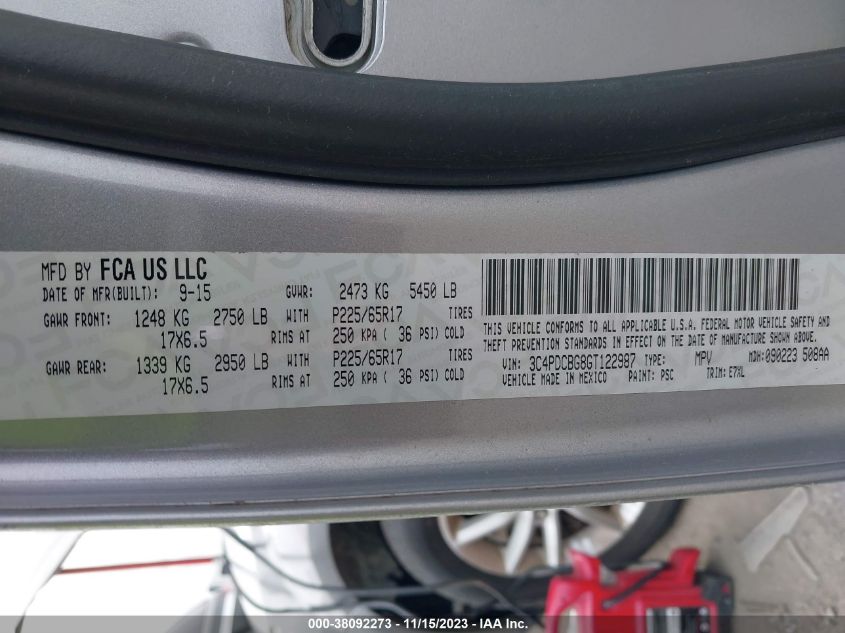 MFD BY FCA US LLC
DATE OF MFR(BUILT): 9-15 GVWR: 2473 KG 5450 LB
GAWR FRONT: 1248 KG 2750 LB WITH P225/65R17 TIRES
17X6.5 RIMS AT 250 KPA ( 36 PSI) COLD
GAWR REAR: 1339 KG 2950 LB WITH P225/65R17 TIRES
17X6.5 RIMS AT 250 KPA ( 36 PSI) COLD
THIS VEHICLE CONFORMS TO ALL APPLICABLE U.S.A. FEDERAL MOTOR VEHICLE SAFETY AND
THEFT PREVENTION STANDARDS IN EFFECT ON THE DATE OF MANUFACTURE SHOWN ABOVE
VIN: 3C4PDCBG8GT122987 TYPE: MPV MDH: 090223 508AA
VEHICLE MADE IN MEXICO PAINT: PSC TRIM: E7XL
000-38092273 - 11/15/2023 - IAA Inc.